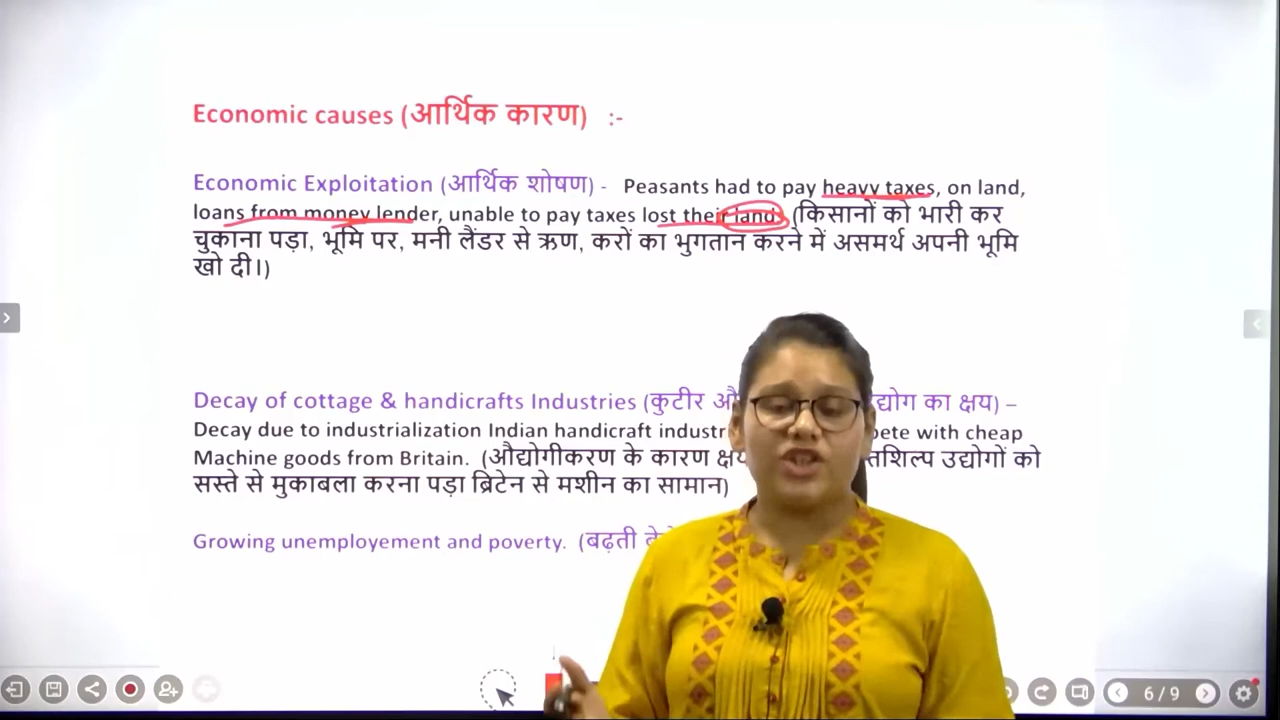 Economic causes (आर्थिक कारण) :-
Economic Exploitation (आर्थिक शोषण) - Peasants had to pay heavy taxes, on land,
loans from money lender, unable to pay taxes lost their land (किसानों को भारी कर
चुकाना पड़ा, भूमि पर, मनी लैंडर से ऋण, करों का भुगतान करने में असमर्थ अपनी भूमि
खो दी।)
Decay of cottage & handicrafts Industries (कुटीर का क्षय) –
Decay due to industrialization Indian handicraft with cheap
Machine goods from Britain. (औद्योगीकरण के कारण उद्योगों को
सस्ते से मुकाबला करना पड़ा ब्रिटेन से मशीन का सामान)
Growing unemployement and poverty. (बढ़ती
6/9